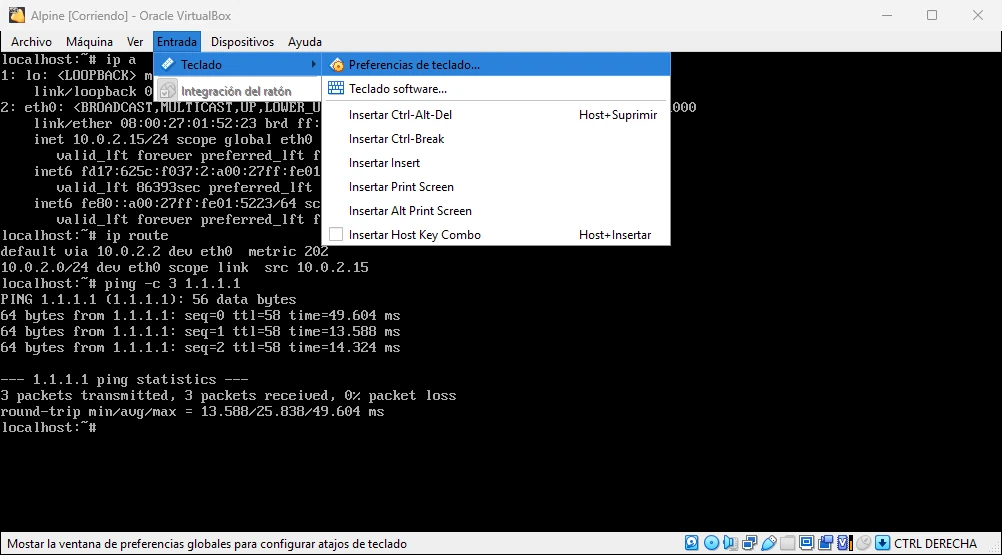 Alpine [Corriendo] - Oracle VirtualBox
Archivo Máquina Ver Entrada Dispositivos Ayuda
Teclado
Integración del ratón
Preferencias de teclado...
Teclado software...
Insertar Ctrl-Alt-Del Host+Suprimir
Insertar Ctrl-Break
Insertar Insert
Insertar Print Screen
Insertar Alt Print Screen
Insertar Host Key Combo Host+Insertar
localhost:~# ip a
1: lo: <LOOPBACK> m
link/loopback 0
2: eth0: <BROADCAST,MULTICAST,UP,LOWER_U 000
link/ether 08:00:27:01:52:23 brd ff:
inet 10.0.2.15/24 scope global eth0
valid_lft forever preferred_lft f
inet6 fd17:625c:f037:2:a00:27ff:fe01
valid_lft 86393sec preferred_lft
inet6 fe80::a00:27ff:fe01:5223/64 sc
valid_lft forever preferred_lft f
localhost:~# ip route
default via 10.0.2.2 dev eth0  metric 202
10.0.2.0/24 dev eth0 scope link  src 10.0.2.15
localhost:~# ping -c 3 1.1.1.1
PING 1.1.1.1 (1.1.1.1): 56 data bytes
64 bytes from 1.1.1.1: seq=0 ttl=58 time=49.604 ms
64 bytes from 1.1.1.1: seq=1 ttl=58 time=13.588 ms
64 bytes from 1.1.1.1: seq=2 ttl=58 time=14.324 ms
--- 1.1.1.1 ping statistics ---
3 packets transmitted, 3 packets received, 0% packet loss
round-trip min/avg/max = 13.588/25.838/49.604 ms
localhost:~#
Mostar la ventana de preferencias globales para configurar atajos de teclado CTRL DERECHA